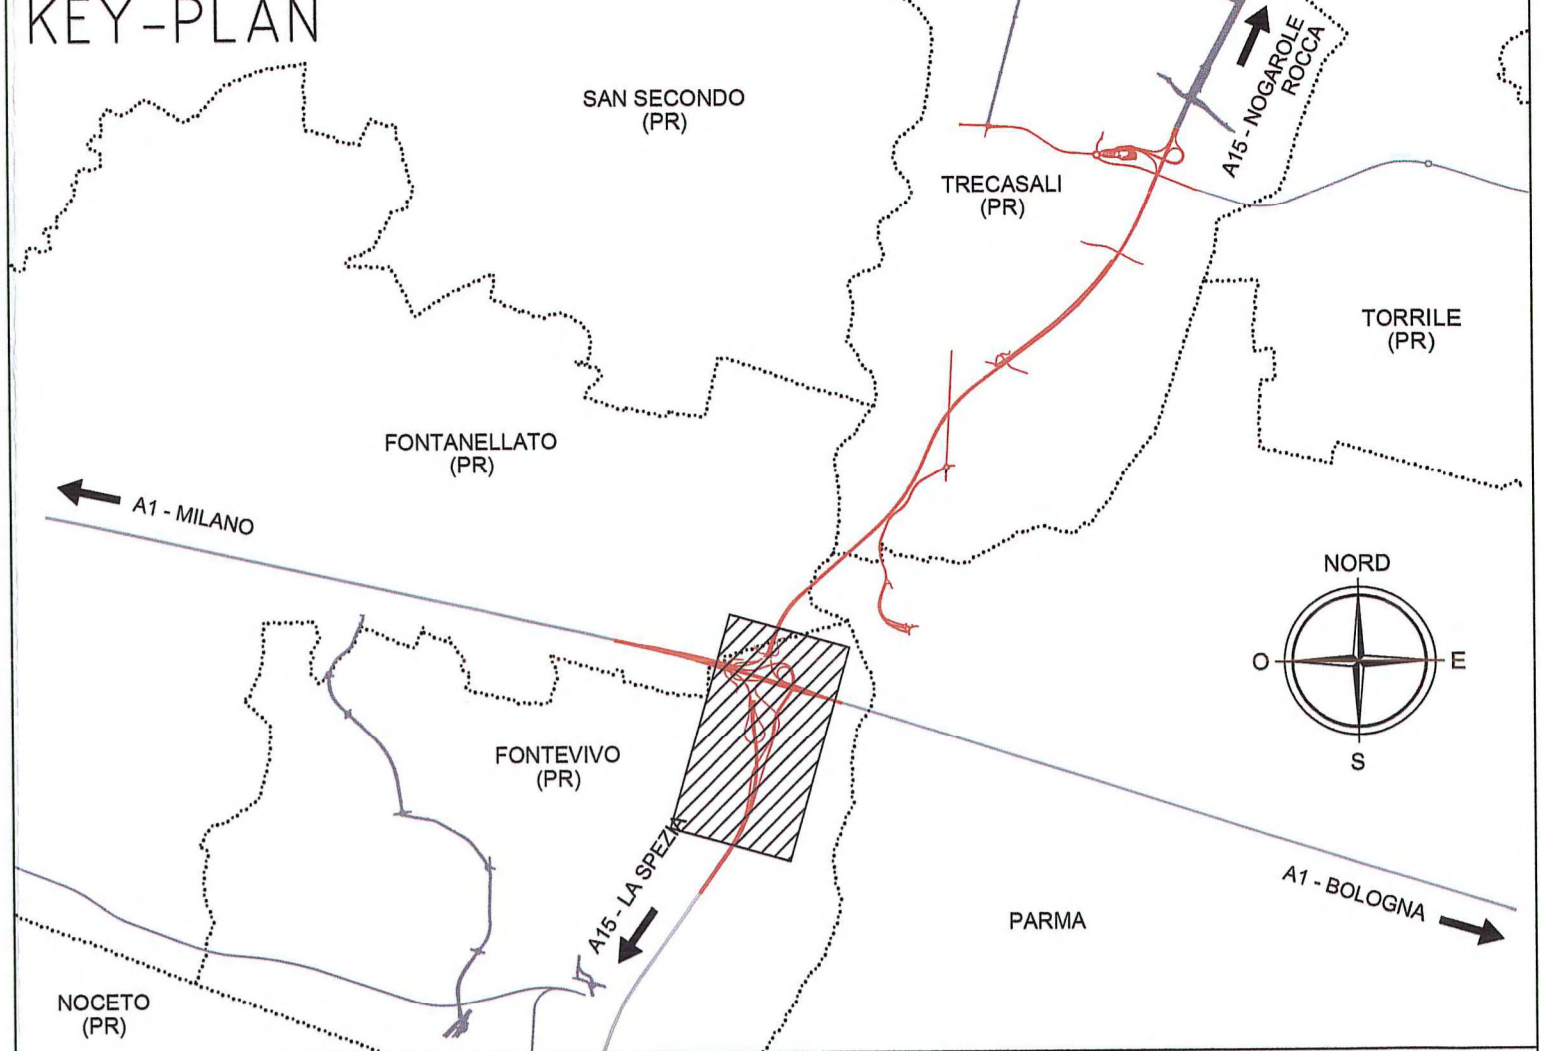 KEY-PLAN
SAN SECONDO
(PR)
A15 - NOGAROLE
ROCCA
TRECASALI
(PR)
TORRILE
(PR)
FONTANELLATO
(PR)
A1 - MILANO
NORD
O
E
S
FONTEVIVO
(PR)
A15 - LA SPEZIA
A1 - BOLOGNA
PARMA
NOCETO
(PR)